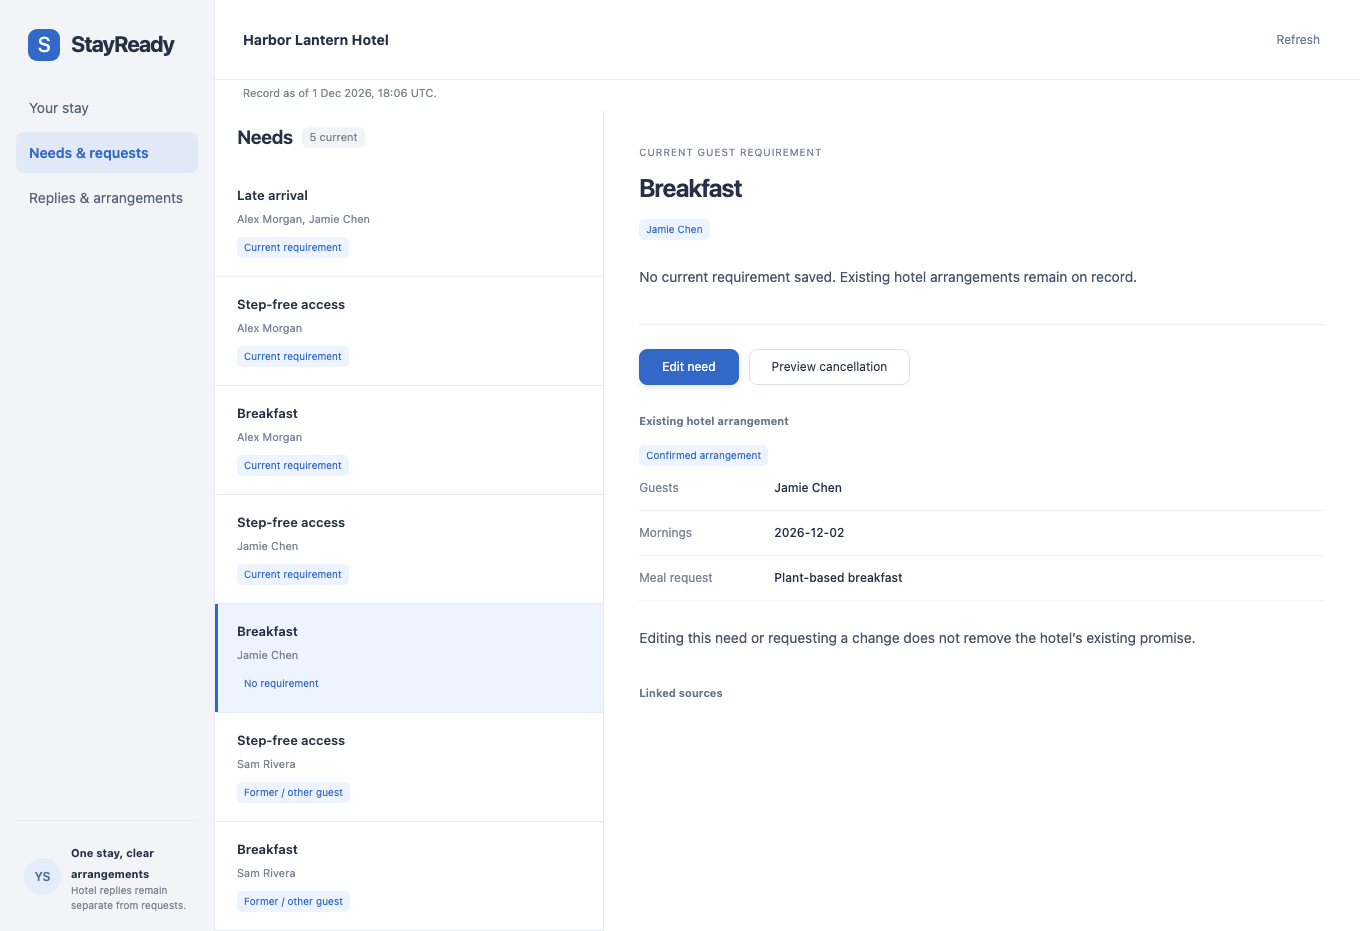 S
StayReady
Your stay
Needs & requests
Replies & arrangements
YS
One stay, clear
arrangements
Hotel replies remain
separate from requests.
Harbor Lantern Hotel
Refresh
Record as of 1 Dec 2026, 18:06 UTC.
Needs
5 current
Late arrival
Alex Morgan, Jamie Chen
Current requirement
Step-free access
Alex Morgan
Current requirement
Breakfast
Alex Morgan
Current requirement
Step-free access
Jamie Chen
Current requirement
Breakfast
Jamie Chen
No requirement
Step-free access
Sam Rivera
Former / other guest
Breakfast
Sam Rivera
Former / other guest
CURRENT GUEST REQUIREMENT
Breakfast
Jamie Chen
No current requirement saved. Existing hotel arrangements remain on record.
Edit need
Preview cancellation
Existing hotel arrangement
Confirmed arrangement
Guests Jamie Chen
Mornings 2026-12-02
Meal request Plant-based breakfast
Editing this need or requesting a change does not remove the hotel’s existing promise.
Linked sources